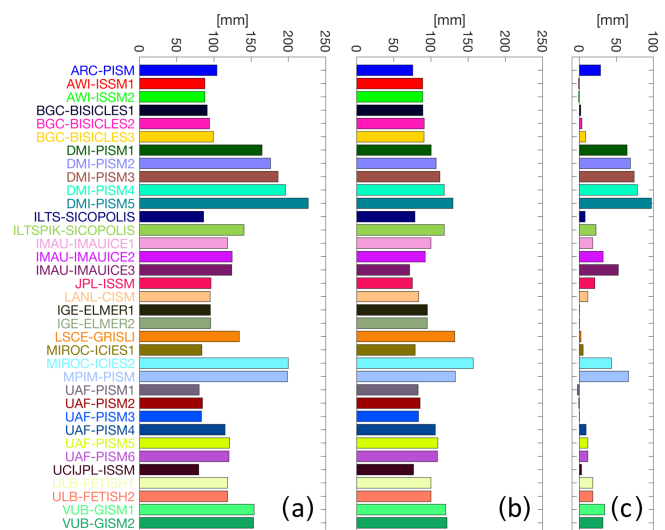 [mm] [mm] [mm]
0 50 100 150 200 250 0 50 100 150 200 250 0 50 100
ARC-PISM
AWI-ISSM1
AWI-ISSM2
BGC-BISICLES1
BGC-BISICLES2
BGC-BISICLES3
DMI-PISM1
DMI-PISM2
DMI-PISM3
DMI-PISM4
DMI-PISM5
ILTS-SICOPOLIS
ILTSPIK-SICOPOLIS
IMAU-IMAUICE1
IMAU-IMAUICE2
IMAU-IMAUICE3
JPL-ISSM
LANL-CISM
IGE-ELMER1
IGE-ELMER2
LSCE-GRISLI
MIROC-ICIES1
MIROC-ICIES2
MPIM-PISM
UAF-PISM1
UAF-PISM2
UAF-PISM3
UAF-PISM4
UAF-PISM5
UAF-PISM6
UCIJPL-ISSM
ULB-FETISH1
ULB-FETISH2
VUB-GISM1
VUB-GISM2
(a) (b) (c)